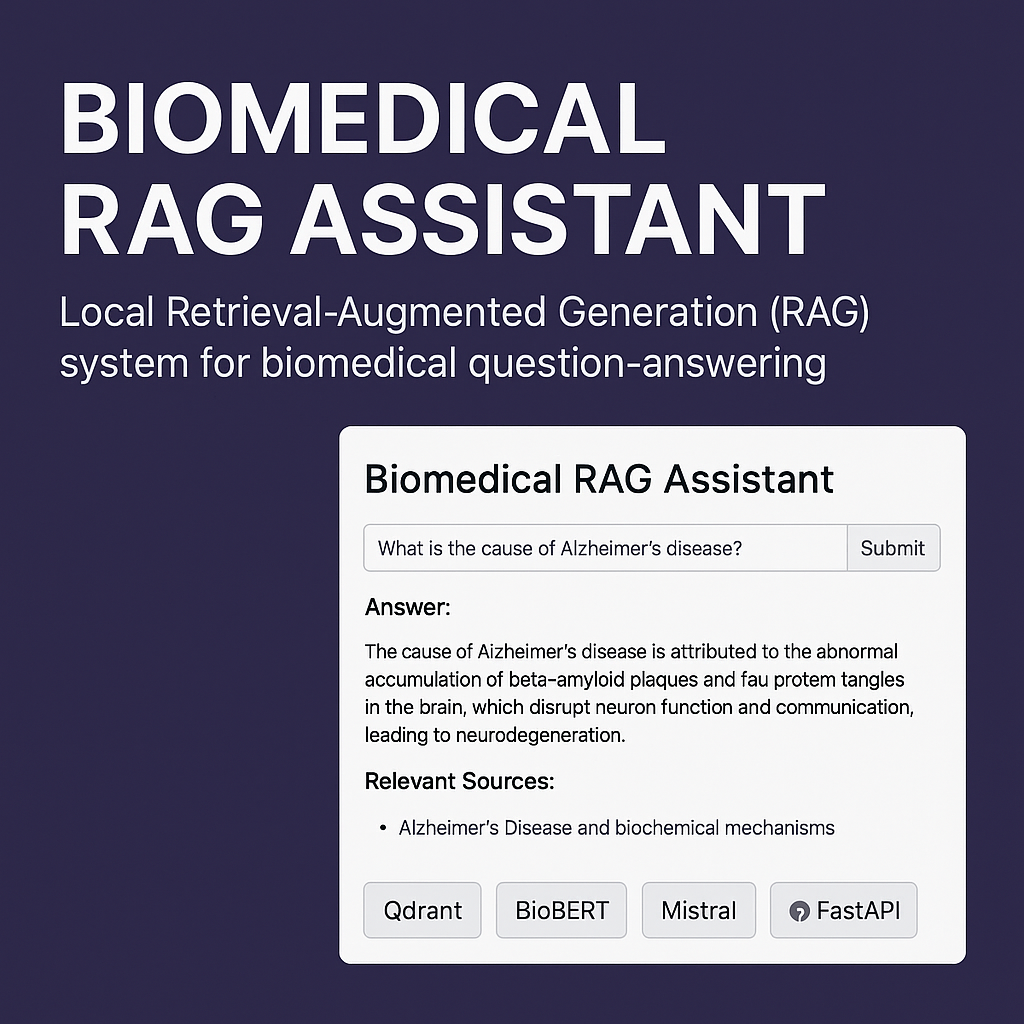 BIOMEDICAL
RAG ASSISTANT
Local Retrieval-Augmented Generation (RAG)
system for biomedical question-answering
Biomedical RAG Assistant
What is the cause of Alzheimer's disease?
Submit
Answer:
The cause of Aizheimer's disease is attributed to the abnormal
accumulation of beta-amyloid plaques and fau protem tangles
in the brain, which disrupt neuron function and communication,
leading to neurodegeneration.
Relevant Sources:
• Alzheimer's Disease and biochemical mechanisms
Qdrant
BioBERT
Mistral
FastAPI